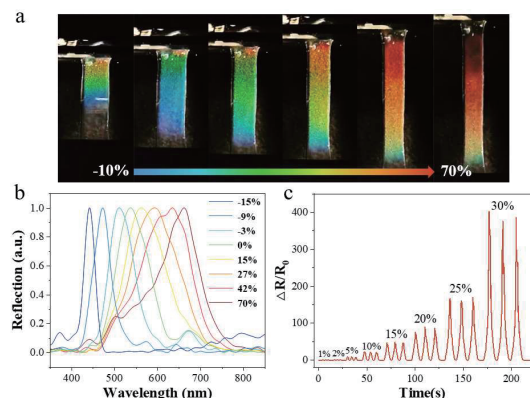 a
-10%
70%
b
c
Reflection (a.u.)
1.0
0.8
0.6
0.4
0.2
0.0
-15%
-9%
-3%
0%
15%
27%
42%
70%
400 500 600 700 800
Wavelength (nm)
ΔR/R0
400
300
200
100
0
1% 2% 5% 10% 15% 20% 25% 30%
0 50 100 150 200
Time(s)